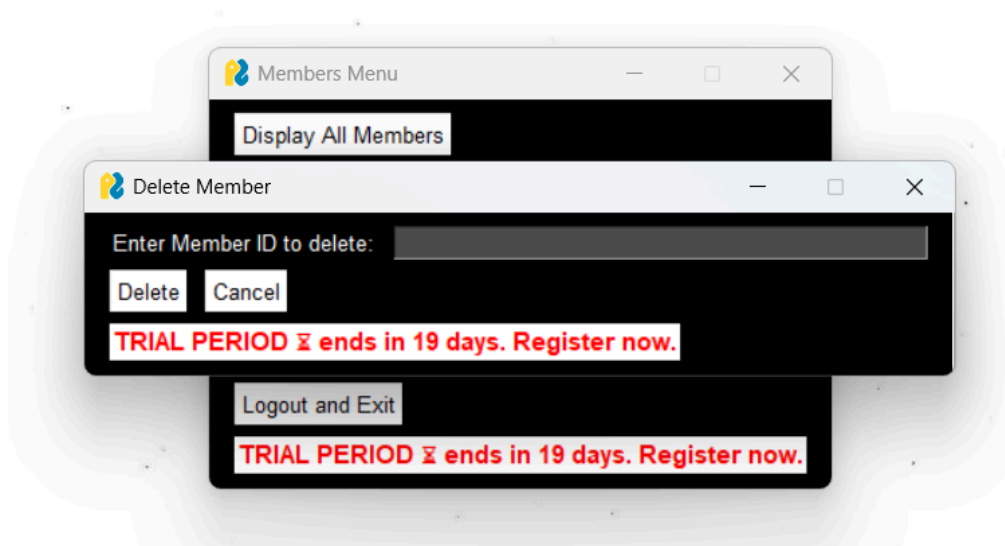 Members Menu
Display All Members
Delete Member
Enter Member ID to delete:
Delete Cancel
TRIAL PERIOD ⧖ ends in 19 days. Register now.
Logout and Exit
TRIAL PERIOD ⧖ ends in 19 days. Register now.